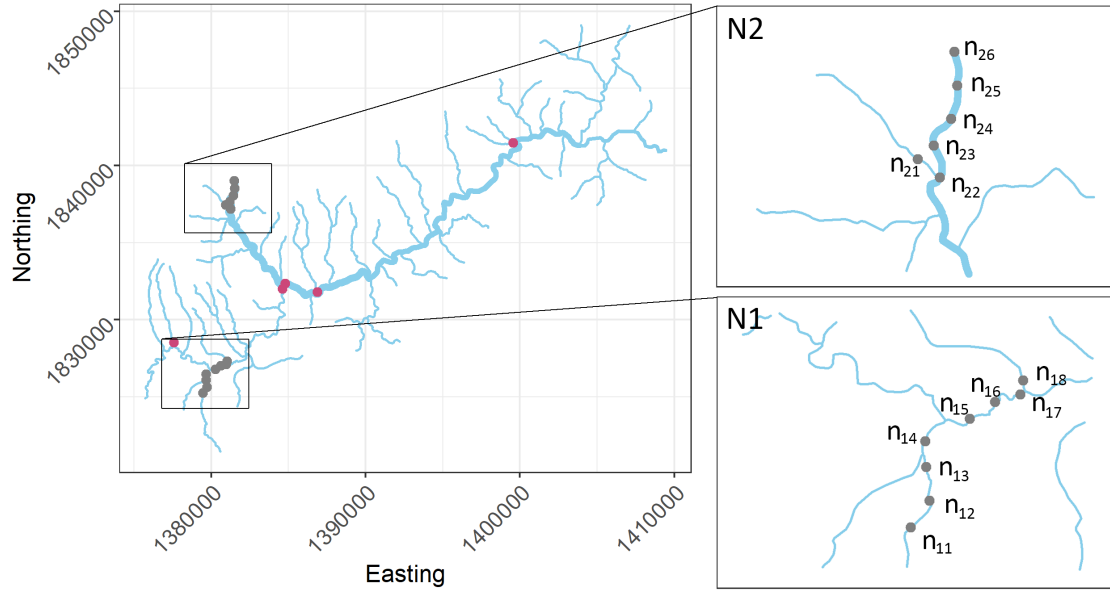 1850000
1840000
1830000
Northing
1380000
1390000
1400000
1410000
Easting
N2
n26
n25
n24
n23
n21
n22
N1
n18
n16
n17
n15
n14
n13
n12
n11